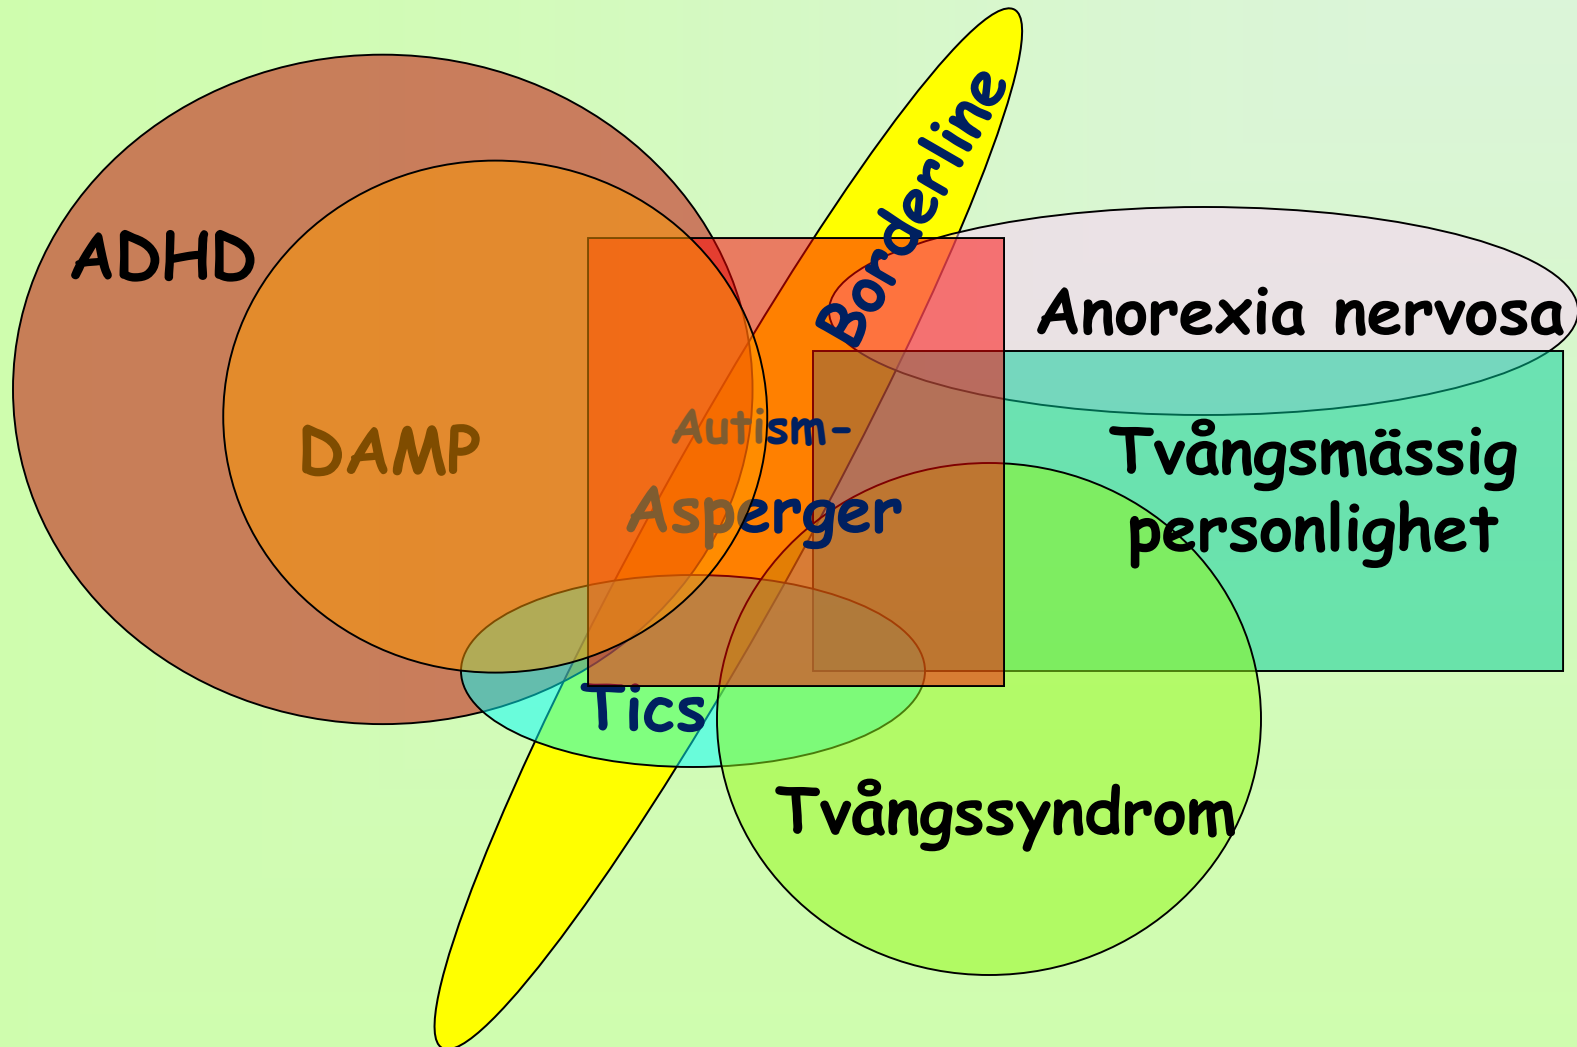 Borderline
ADHD
Anorexia nervosa
DAMP
Autism-
Asperger
Tvångsmässig
personlighet
Tics
Tvångssyndrom